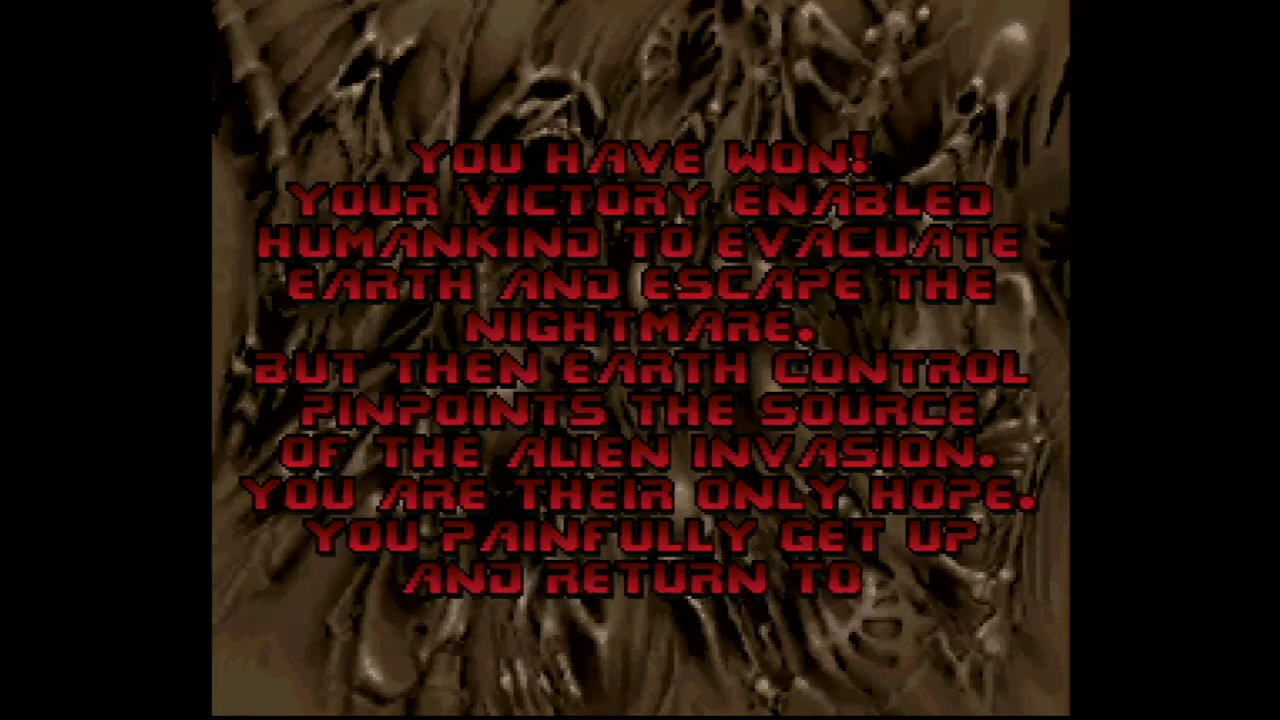 YOU HAVE WON!
YOUR VICTORY ENABLED
HUMANKIND TO EVACUATE
EARTH AND ESCAPE THE
NIGHTMARE.
BUT THEN EARTH CONTROL
PINPOINTS THE SOURCE
OF THE ALIEN INVASION.
YOU ARE THEIR ONLY HOPE.
YOU PAINFULLY GET UP
AND RETURN TO